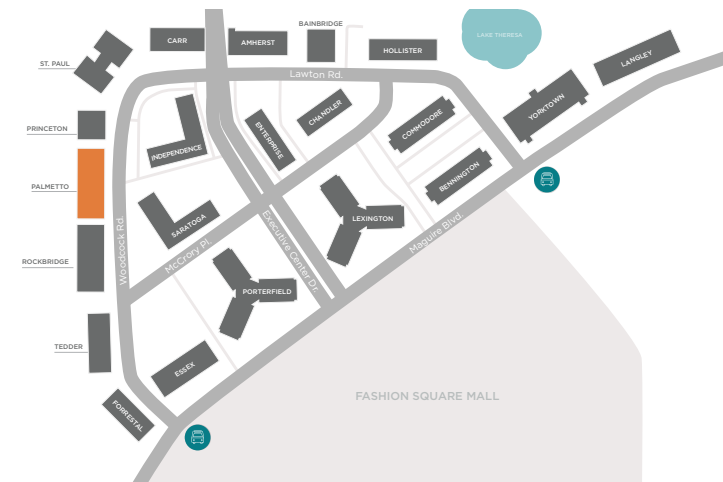 BAINBRIDGE
CARR
AMHERST
HOLLISTER
LAKE THERESA
LANGLEY
ST. PAUL
Lawton Rd.
YORKTOWN
PRINCETON
INDEPENDENCE
ENTERPRISE
CHANDLER
COMMODORE
PALMETTO
BENNINGTON
SARATOGA
LEXINGTON
Woodcock Rd.
McCrory Pl.
Executive Center Dr.
Maguire Blvd.
ROCKBRIDGE
PORTERFIELD
TEDDER
ESSEX
FORRESTAL
FASHION SQUARE MALL